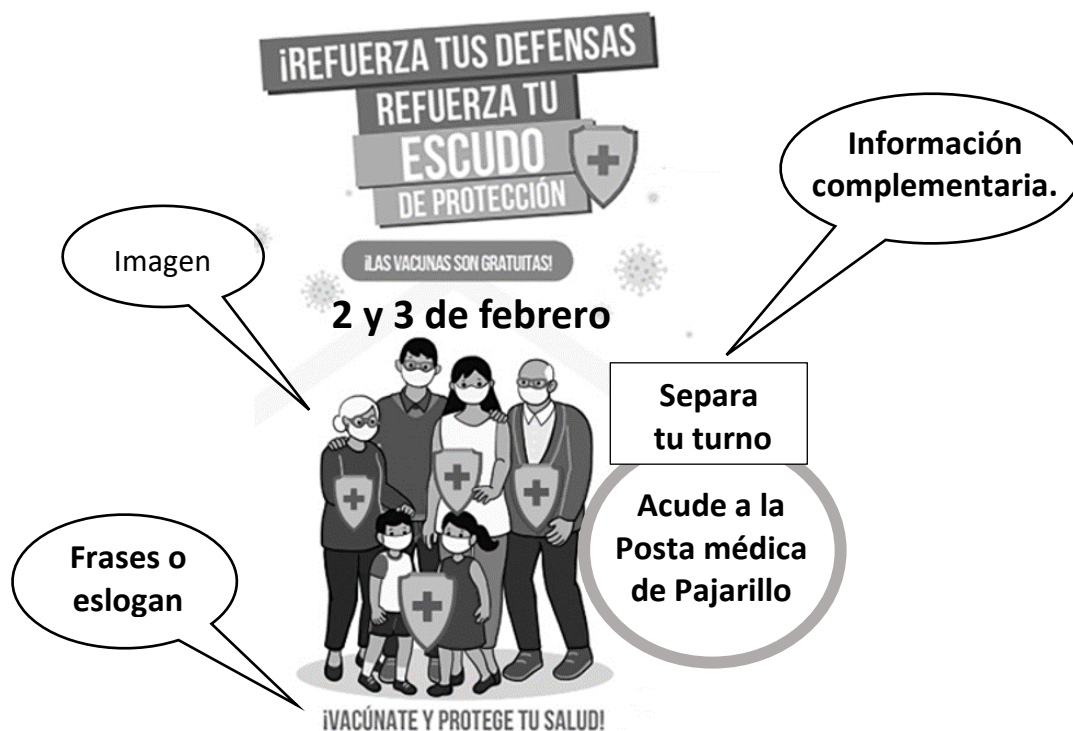 ¡REFUERZA TUS DEFENSAS
REFUERZA TU
ESCUDO
DE PROTECCIÓN
Información
complementaria.
Imagen
¡LAS VACUNAS SON GRATUITAS!
2 y 3 de febrero
Separa
tu turno
Acude a la
Posta médica
de Pajarillo
Frases o
eslogan
¡VACÚNATE Y PROTEGE TU SALUD!